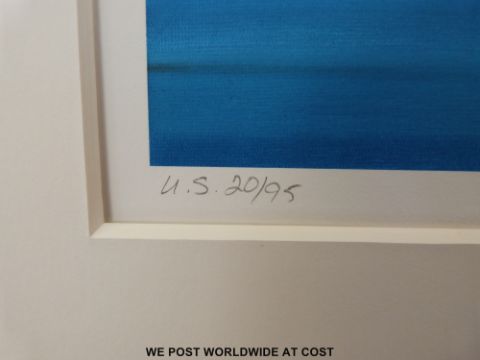 U.S. 20/95
WE POST WORLDWIDE AT COST